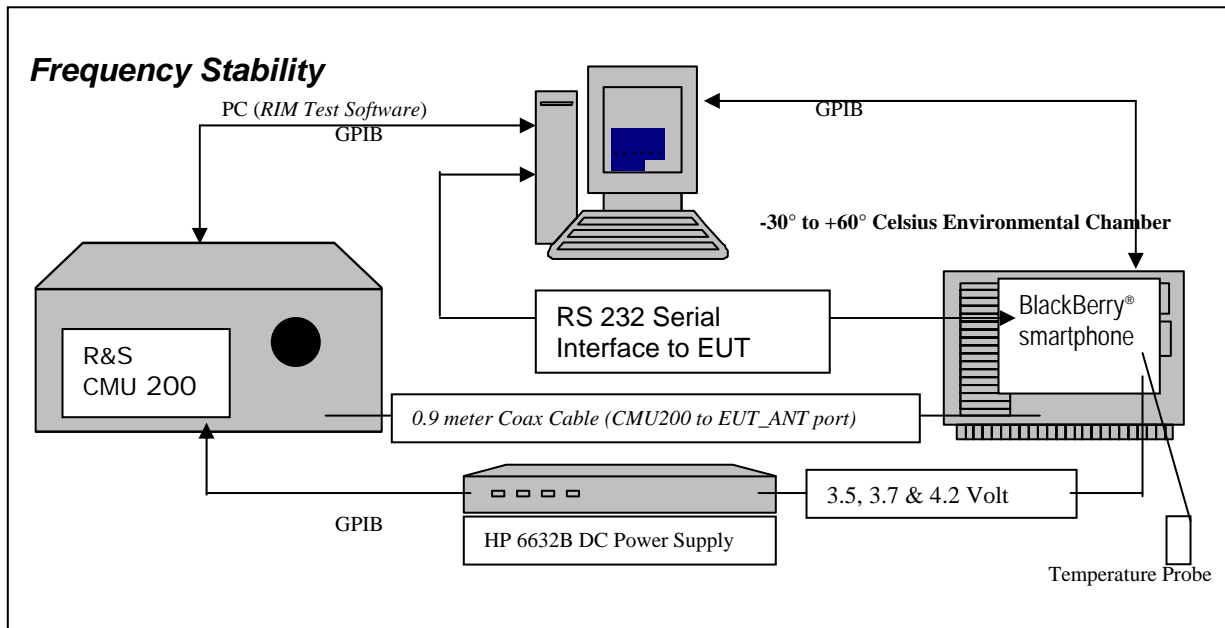 Frequency Stability
PC (RIM Test Software)
GPIB
GPIB
-30° to +60° Celsius Environmental Chamber
RS 232 Serial
Interface to EUT
BlackBerry®
smartphone
R&S
CMU 200
0.9 meter Coax Cable (CMU200 to EUT_ANT port)
3.5, 3.7 & 4.2 Volt
GPIB
HP 6632B DC Power Supply
Temperature Probe